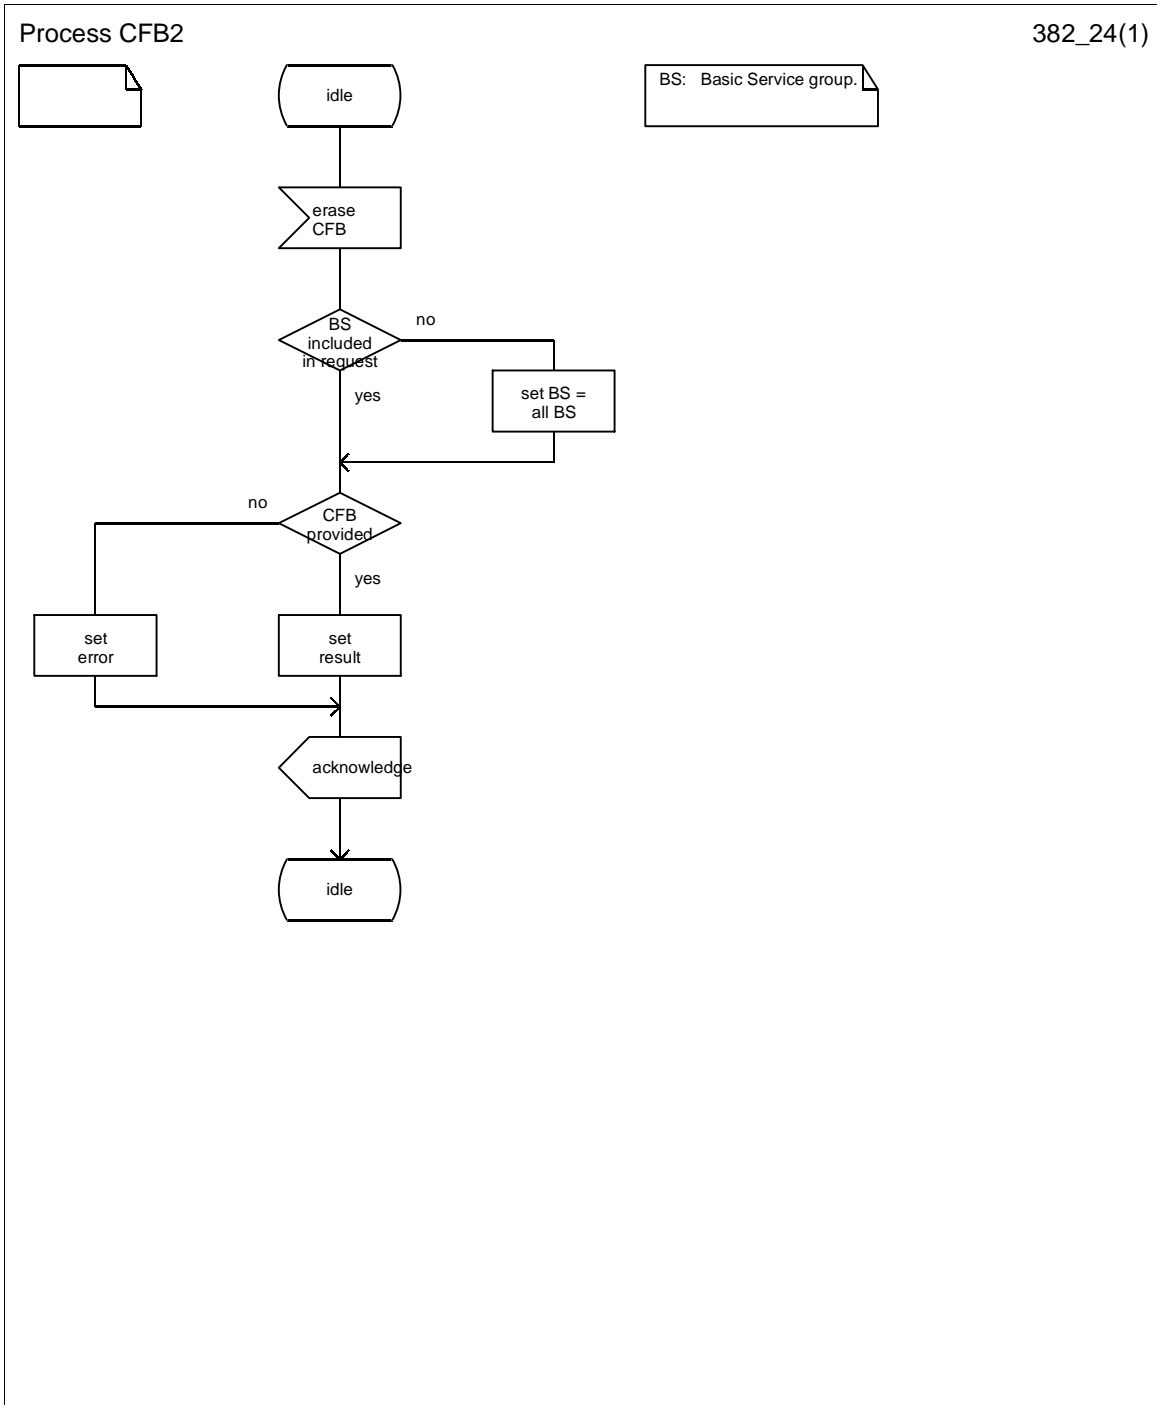 Process CFB2
382_24(1)
idle
BS: Basic Service group.
erase
CFB
BS
included
in request
no
yes
set BS =
all BS
no
CFB
provided
yes
set
error
set
result
acknowledge
idle